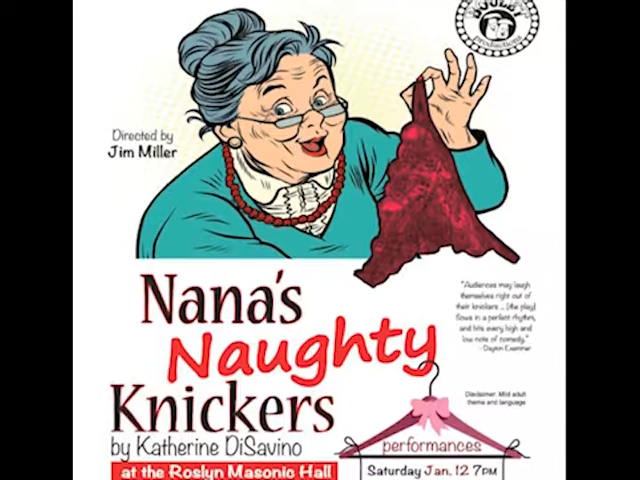 Productions
Directed by
Jim Miller
"Audiences may laugh
themselves right out of
their knickers ... [the play]
flows in a perfect rhythm,
and hits every high and
low note of comedy."
- Dayton Examiner
Nana's
Naughty
Knickers
by Katherine DiSavino
at the Roslyn Masonic Hall
Disclaimer: Mild adult
theme and language
performances
Saturday Jan. 12 7PM